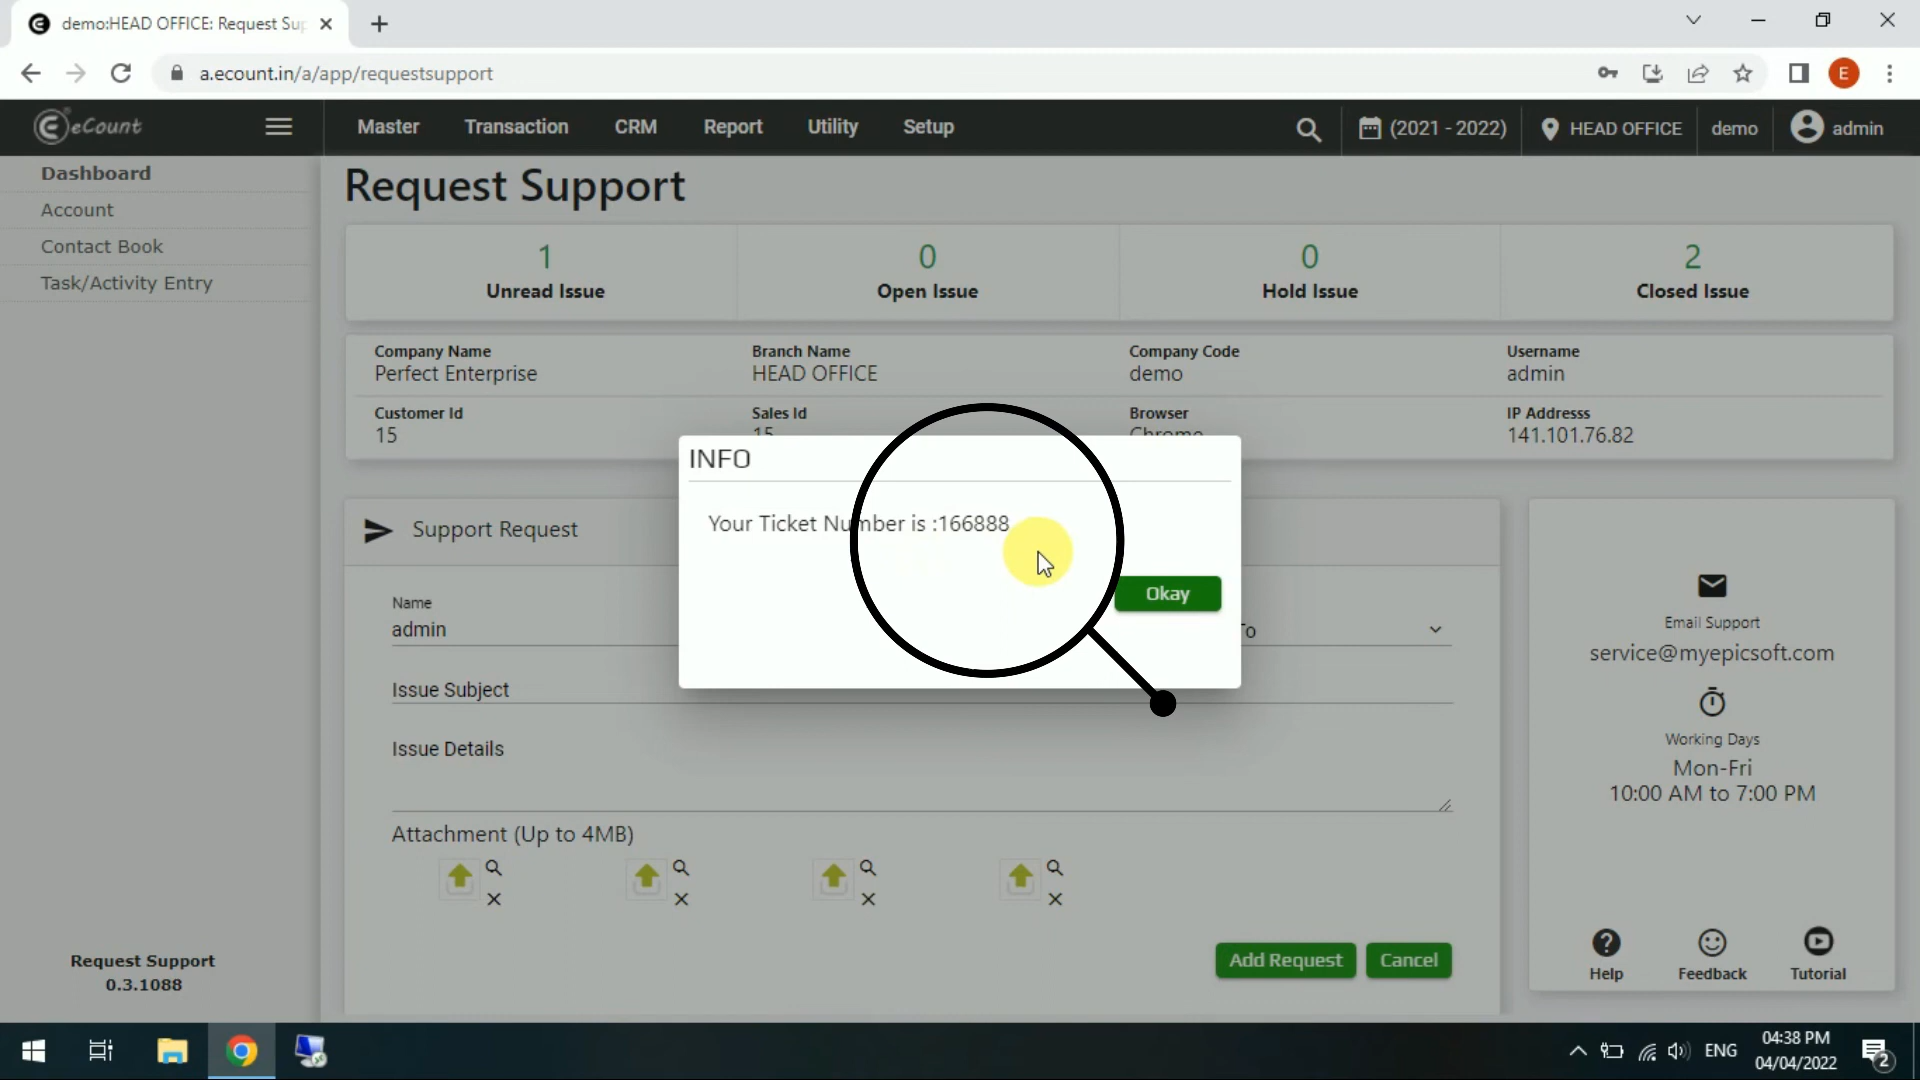 demo:HEAD OFFICE: Request Sup
a.ecount.in/a/app/requestsupport
E
eCount
Master Transaction CRM Report Utility Setup
(2021 - 2022) HEAD OFFICE demo admin
Dashboard
Account
Contact Book
Task/Activity Entry
Request Support
1 0 0 2
Unread Issue Open Issue Hold Issue Closed Issue
Company Name Branch Name Company Code Username
Perfect Enterprise HEAD OFFICE demo admin
Customer Id Sales Id Browser IP Addresss
15 15 Chrome 141.101.76.82
INFO
Your Ticket Number is :166888
Okay
Support Request
Name
admin
To
Issue Subject
Issue Details
Attachment (Up to 4MB)
Add Request Cancel
Email Support
service@myepicsoft.com
Working Days
Mon-Fri
10:00 AM to 7:00 PM
Help Feedback Tutorial
Request Support
0.3.1088
ENG
04:38 PM
04/04/2022
2